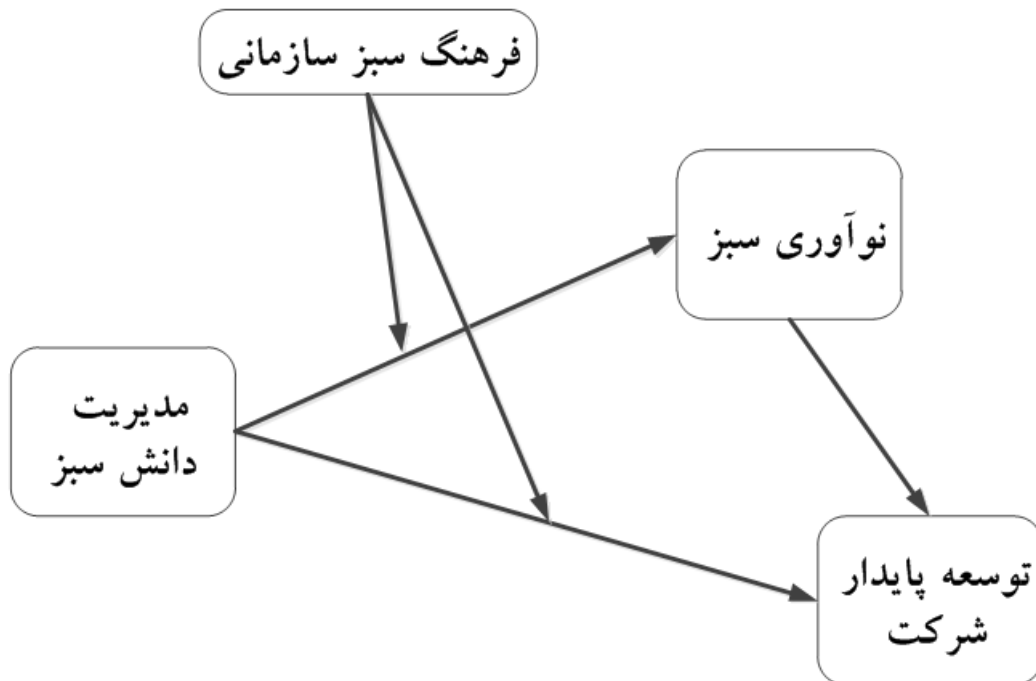 فرهنگ سبز سازمانی
نوآوری سبز
مدیریت
دانش سبز
توسعه پایدار
شرکت